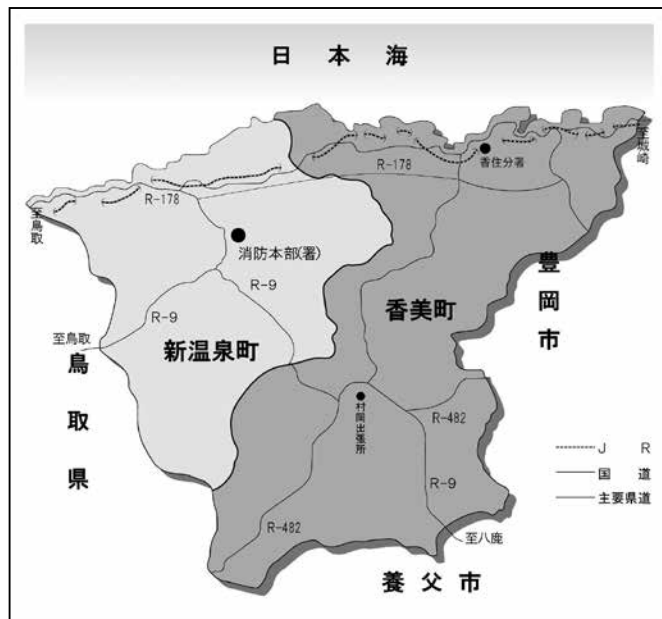 日本海
至城崎
香住分署
R-178
R-178
至鳥取
消防本部(署)
R-9
豊岡市
香美町
R-9
至鳥取
新温泉町
鳥取県
村岡出張所
R-482
JR
国道
R-9
主要県道
R-482
至八鹿
養父市